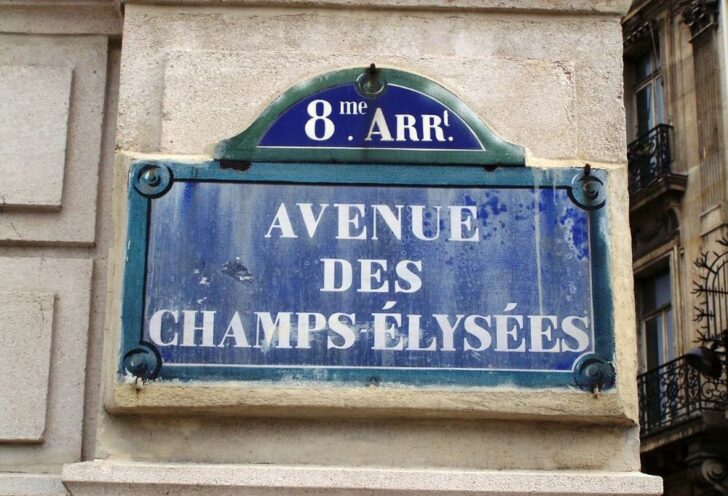 8me. ARRt.
AVENUE
DES
CHAMPS-ÉLYSÉES